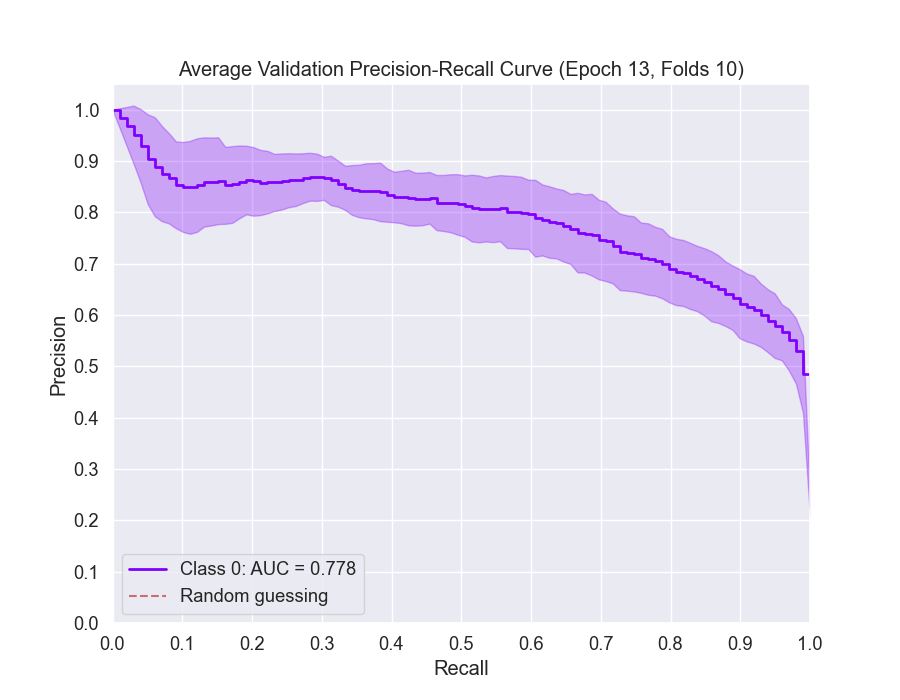 Average Validation Precision-Recall Curve (Epoch 13, Folds 10)
Precision
1.0
0.9
0.8
0.7
0.6
0.5
0.4
0.3
0.2
0.1
0.0
Class 0: AUC = 0.778
Random guessing
0.0 0.1 0.2 0.3 0.4 0.5 0.6 0.7 0.8 0.9 1.0
Recall